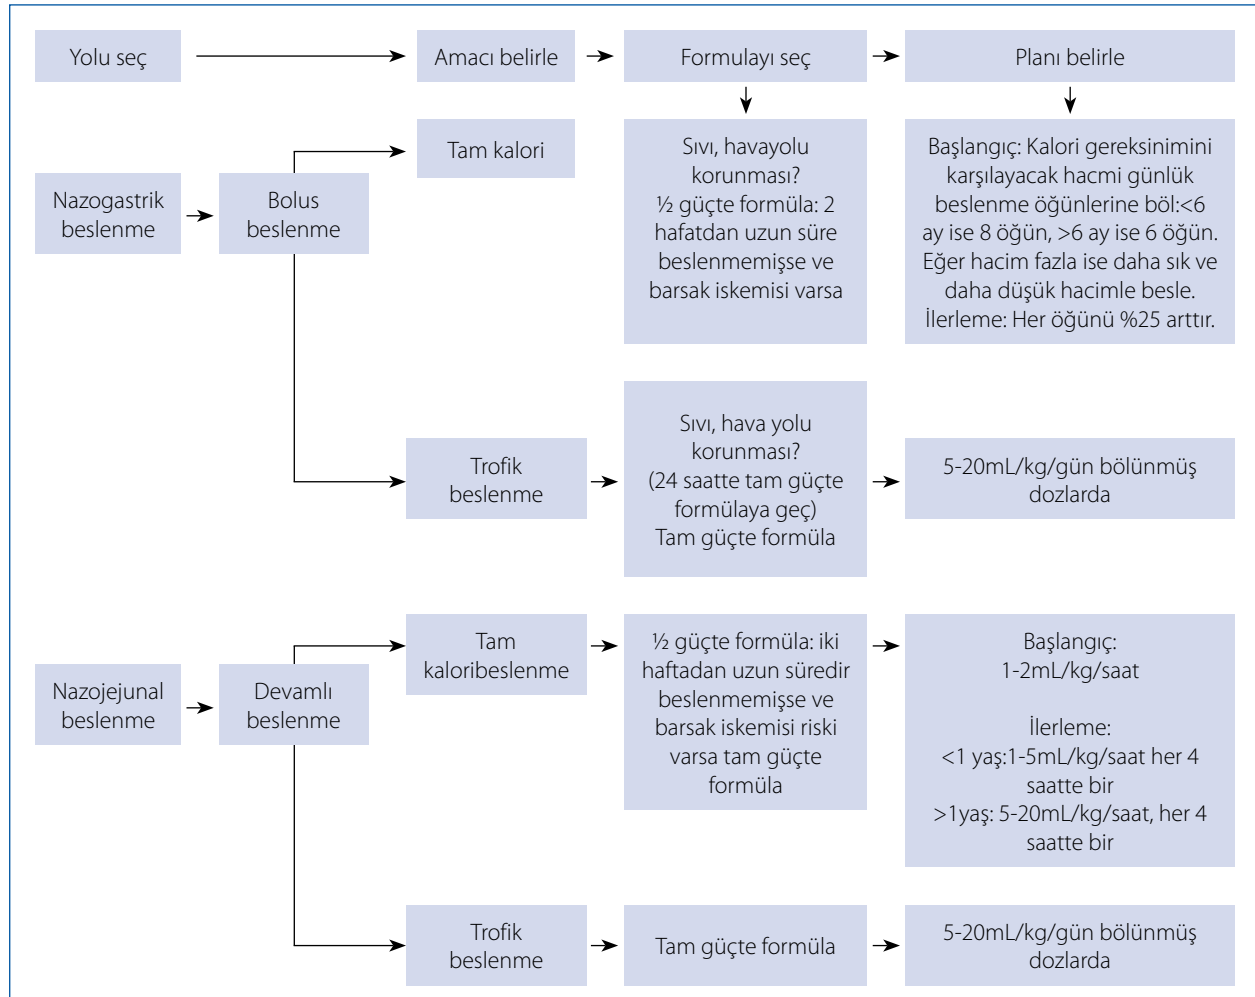 Yolu seç
Amacı belirle
Formulayı seç
Planı belirle
Nazogastrik
beslenme
Bolus
beslenme
Tam kalori
Sıvı, havayolu
korunması?
½ güçte formüla: 2
hafatdan uzun süre
beslenmemişse ve
barsak iskemisi varsa
Başlangıç: Kalori gereksinimini
karşılayacak hacmi günlük
beslenme öğünlerine böl:<6
ay ise 8 öğün, >6 ay ise 6 öğün.
Eğer hacim fazla ise daha sık ve
daha düşük hacimle besle.
İlerleme: Her öğünü %25 arttır.
Trofik
beslenme
Sıvı, hava yolu
korunması?
(24 saatte tam güçte
formülaya geç)
Tam güçte formüla
5-20mL/kg/gün bölünmüş
dozlarda
Nazojejunal
beslenme
Devamlı
beslenme
Tam
kaloribeslenme
½ güçte formüla: iki
haftadan uzun süredir
beslenmemişse ve
barsak iskemisi riski
varsa tam güçte
formüla
Başlangıç:
1-2mL/kg/saat
İlerleme:
<1 yaş:1-5mL/kg/saat her 4
saatte bir
>1yaş: 5-20mL/kg/saat, her 4
saatte bir
Trofik
beslenme
Tam güçte formüla
5-20mL/kg/gün bölünmüş
dozlarda